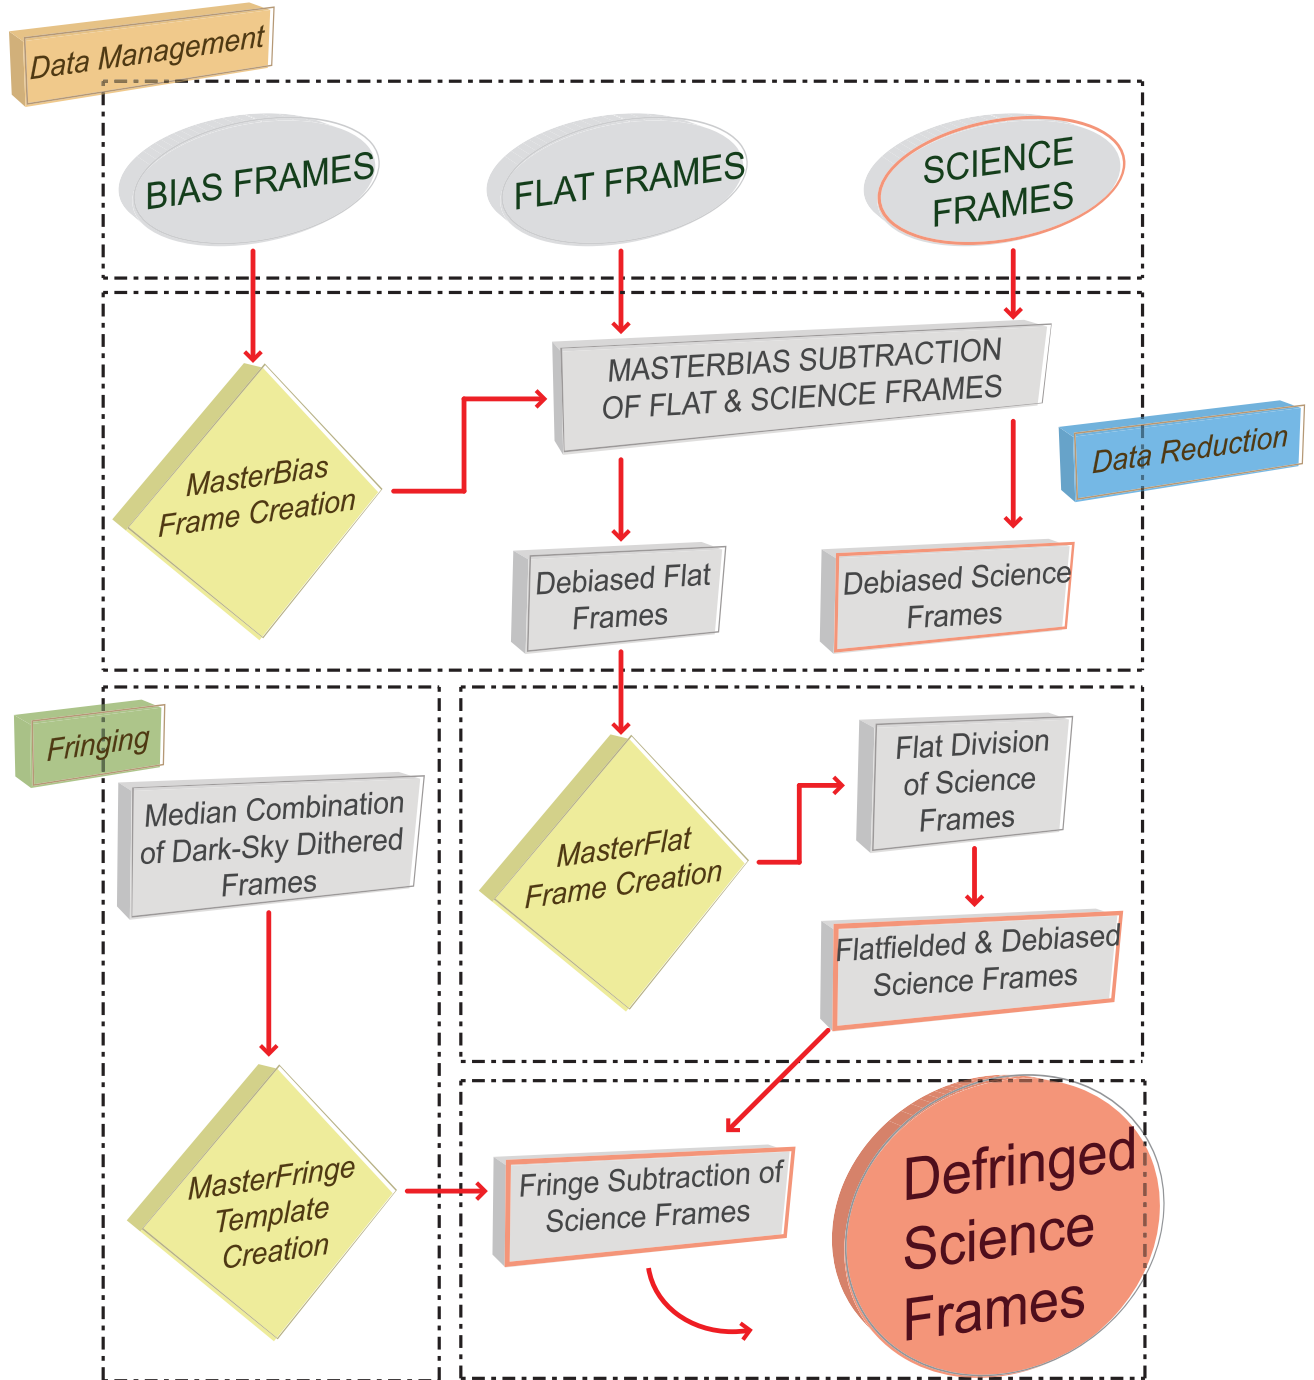 Data Management
BIAS FRAMES
FLAT FRAMES
SCIENCE
FRAMES
MASTERBIAS SUBTRACTION
OF FLAT & SCIENCE FRAMES
Data Reduction
MasterBias
Frame Creation
Debiased Flat
Frames
Debiased Science
Frames
Fringing
Median Combination
of Dark-Sky Dithered
Frames
Flat Division
of Science
Frames
MasterFlat
Frame Creation
Flatfielded & Debiased
Science Frames
MasterFringe
Template
Creation
Fringe Subtraction of
Science Frames
Defringed
Science
Frames